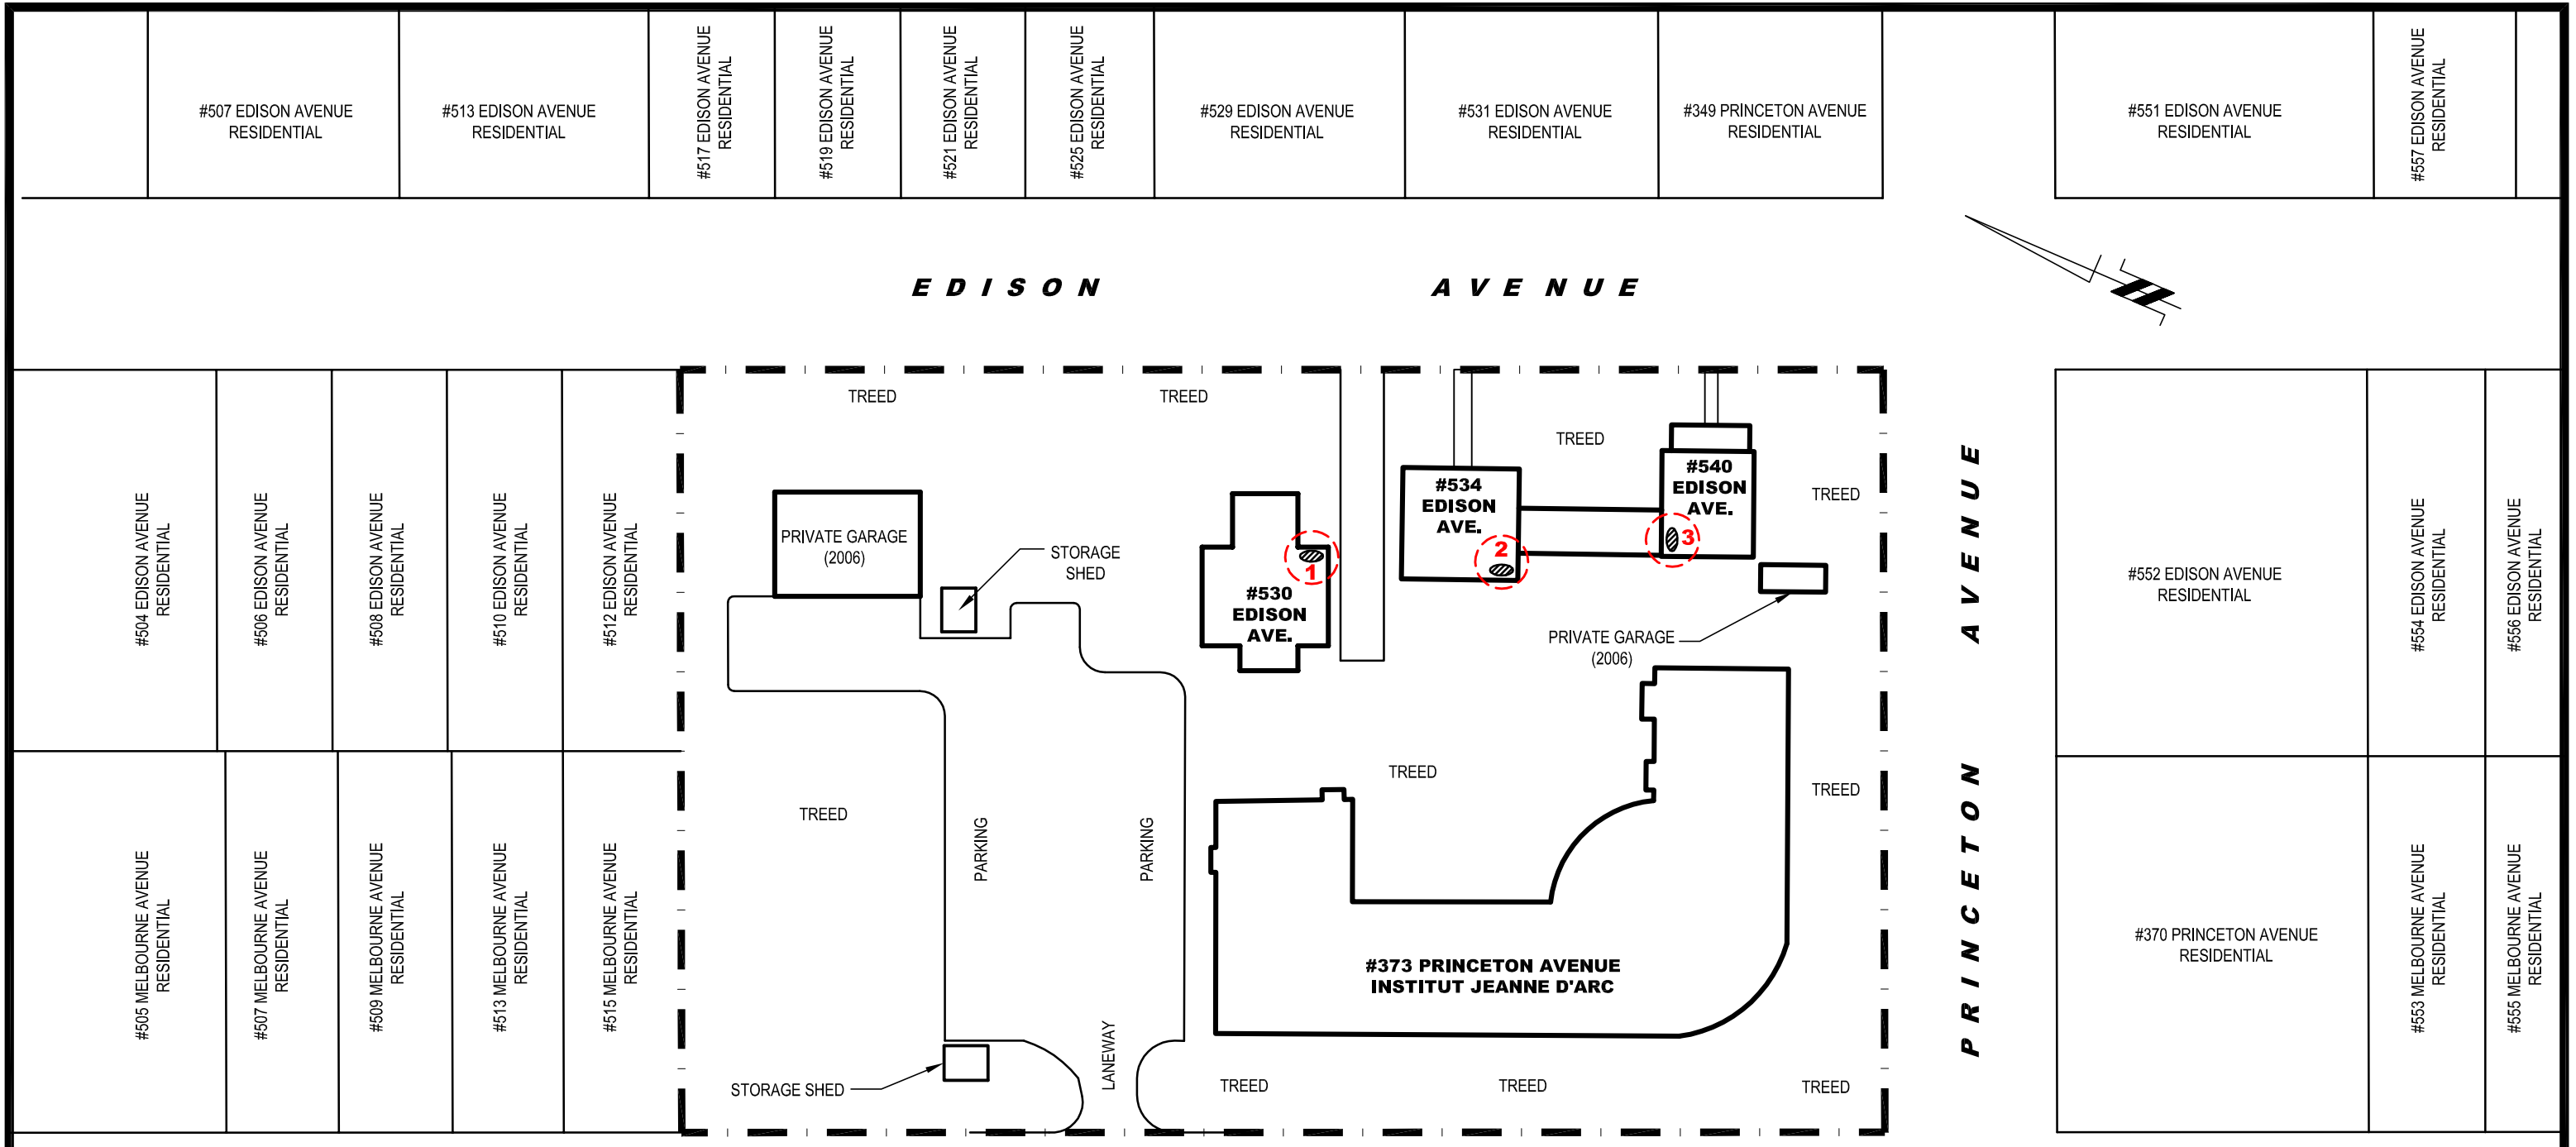 #507 EDISON AVENUE
RESIDENTIAL
#513 EDISON AVENUE
RESIDENTIAL
#517 EDISON AVENUE
RESIDENTIAL
#519 EDISON AVENUE
RESIDENTIAL
#521 EDISON AVENUE
RESIDENTIAL
#525 EDISON AVENUE
RESIDENTIAL
#529 EDISON AVENUE
RESIDENTIAL
#531 EDISON AVENUE
RESIDENTIAL
#349 PRINCETON AVENUE
RESIDENTIAL
#551 EDISON AVENUE
RESIDENTIAL
#557 EDISON AVENUE
RESIDENTIAL
EDISON AVENUE
#504 EDISON AVENUE
RESIDENTIAL
#506 EDISON AVENUE
RESIDENTIAL
#508 EDISON AVENUE
RESIDENTIAL
#510 EDISON AVENUE
RESIDENTIAL
#512 EDISON AVENUE
RESIDENTIAL
TREED
TREED
TREED
TREED
PRIVATE GARAGE
(2006)
STORAGE
SHED
1
#530
EDISON
AVE.
#534
EDISON
AVE.
2
#540
EDISON
AVE.
3
PRIVATE GARAGE
(2006)
PRINCETON AVENUE
#552 EDISON AVENUE
RESIDENTIAL
#554 EDISON AVENUE
RESIDENTIAL
#556 EDISON AVENUE
RESIDENTIAL
#505 MELBOURNE AVENUE
RESIDENTIAL
#507 MELBOURNE AVENUE
RESIDENTIAL
#509 MELBOURNE AVENUE
RESIDENTIAL
#513 MELBOURNE AVENUE
RESIDENTIAL
#515 MELBOURNE AVENUE
RESIDENTIAL
TREED
PARKING
PARKING
TREED
TREED
#373 PRINCETON AVENUE
INSTITUT JEANNE D'ARC
STORAGE SHED
LANEWAY
TREED
TREED
TREED
#370 PRINCETON AVENUE
RESIDENTIAL
#553 MELBOURNE AVENUE
RESIDENTIAL
#555 MELBOURNE AVENUE
RESIDENTIAL